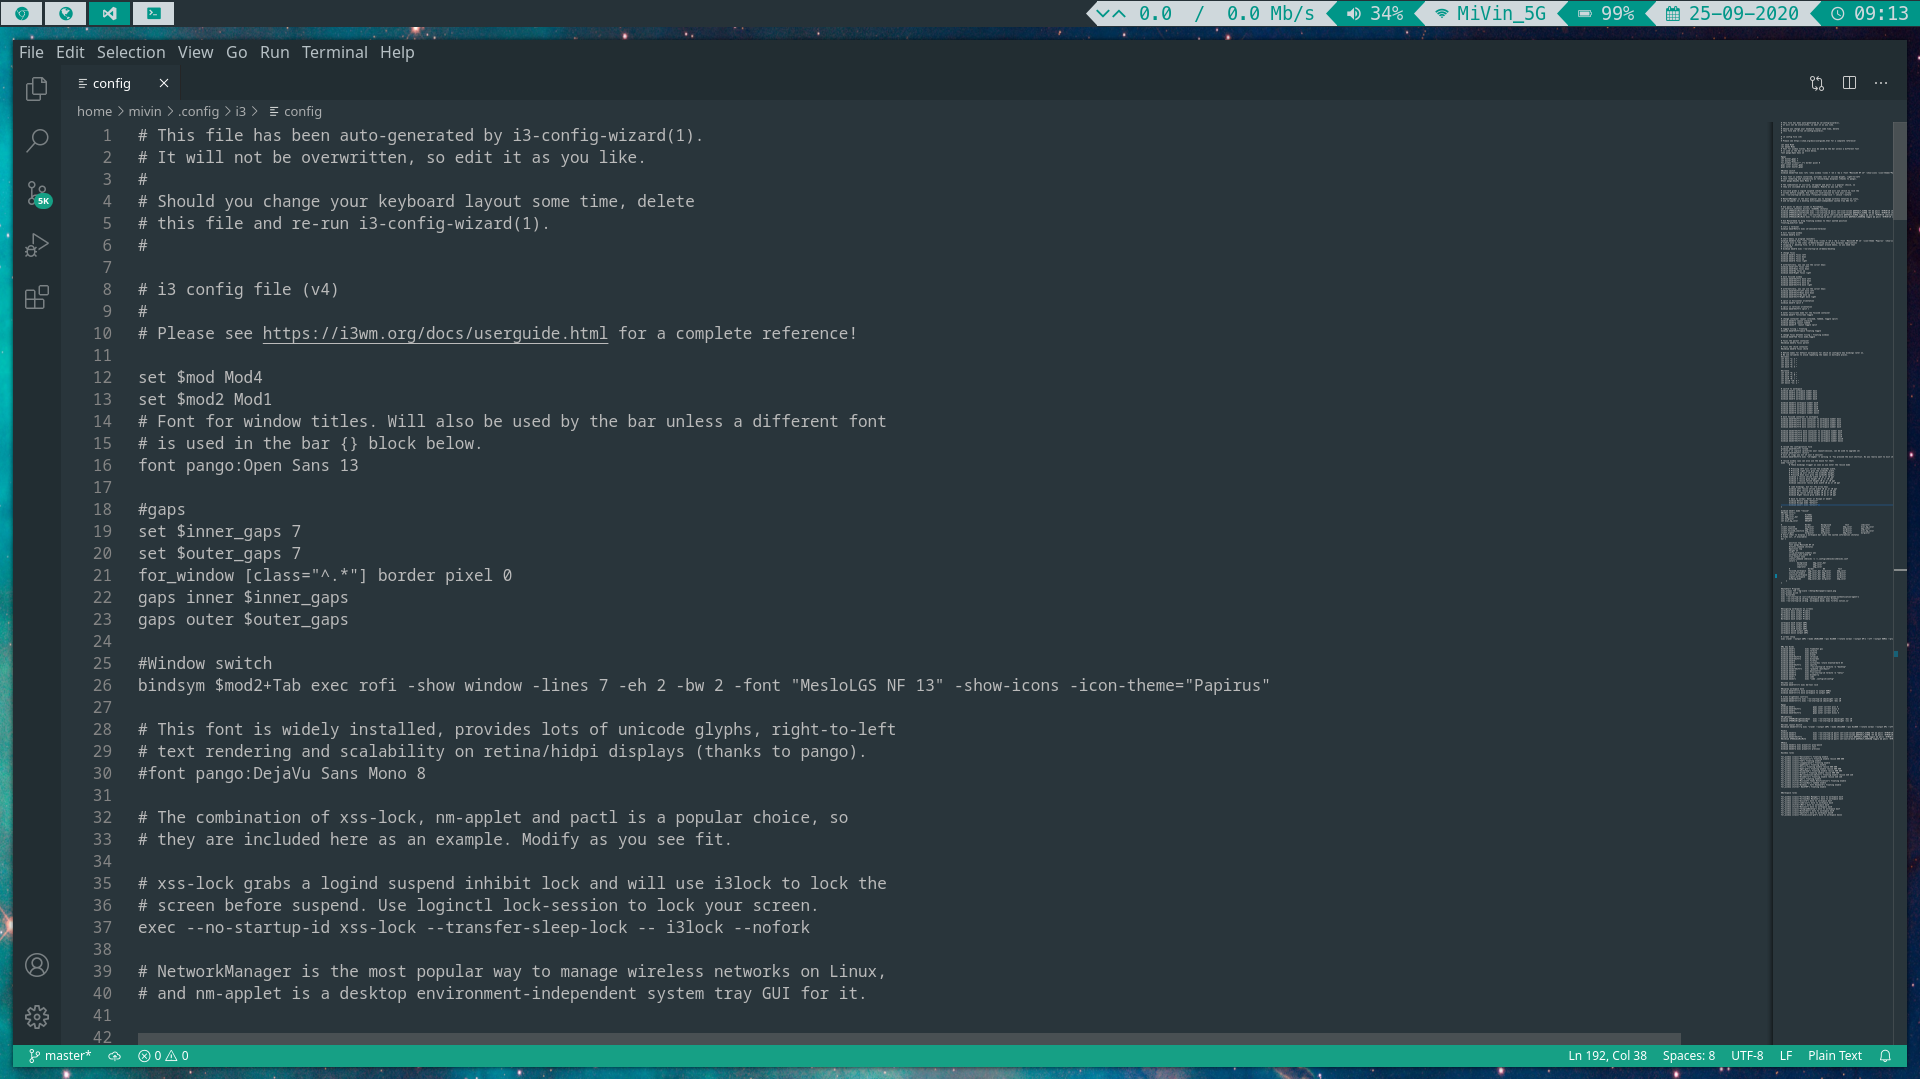 0.0 / 0.0 Mb/s 34% MiVin_5G 99% 25-09-2020 09:13
File Edit Selection View Go Run Terminal Help
config
home > mivin > .config > i3 > config
1 # This file has been auto-generated by i3-config-wizard(1).
2 # It will not be overwritten, so edit it as you like.
3 #
4 # Should you change your keyboard layout some time, delete
5 # this file and re-run i3-config-wizard(1).
6 #
7
8 # i3 config file (v4)
9 #
10 # Please see https://i3wm.org/docs/userguide.html for a complete reference!
11
12 set $mod Mod4
13 set $mod2 Mod1
14 # Font for window titles. Will also be used by the bar unless a different font
15 # is used in the bar {} block below.
16 font pango:Open Sans 13
17
18 #gaps
19 set $inner_gaps 7
20 set $outer_gaps 7
21 for_window [class="^.*"] border pixel 0
22 gaps inner $inner_gaps
23 gaps outer $outer_gaps
24
25 #Window switch
26 bindsym $mod2+Tab exec rofi -show window -lines 7 -eh 2 -bw 2 -font "MesloLGS NF 13" -show-icons -icon-theme="Papirus"
27
28 # This font is widely installed, provides lots of unicode glyphs, right-to-left
29 # text rendering and scalability on retina/hidpi displays (thanks to pango).
30 #font pango:DejaVu Sans Mono 8
31
32 # The combination of xss-lock, nm-applet and pactl is a popular choice, so
33 # they are included here as an example. Modify as you see fit.
34
35 # xss-lock grabs a logind suspend inhibit lock and will use i3lock to lock the
36 # screen before suspend. Use loginctl lock-session to lock your screen.
37 exec --no-startup-id xss-lock --transfer-sleep-lock -- i3lock --nofork
38
39 # NetworkManager is the most popular way to manage wireless networks on Linux,
40 # and nm-applet is a desktop environment-independent system tray GUI for it.
41
42
5K
master* 0 0 Ln 192, Col 38 Spaces: 8 UTF-8 LF Plain Text